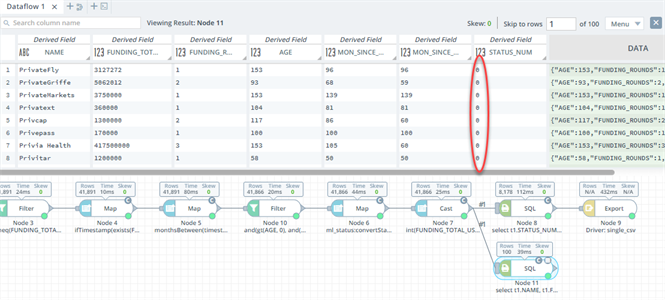 Dataflow 1
Search column name
Viewing Result: Node 11
Skew: 0
Skip to rows 1 of 100
Menu
Derived Field Derived Field Derived Field Derived Field Derived Field Derived Field Derived Field
ABC NAME 123 FUNDING_TOT... 123 FUNDING_R... 123 AGE 123 MON_SINCE_... 123 MON_SINCE_... 123 STATUS_NUM DATA
1 PrivateFly 3127272 1 153 96 96 0 {"AGE":153,"FUNDING_ROUNDS":1
2 PrivateGriffe 5062012 3 93 68 59 0 {"AGE":93,"FUNDING_ROUNDS":2,
3 PrivateMarkets 3750000 1 153 139 139 0 {"AGE":153,"FUNDING_ROUNDS":1
4 Privatext 360000 1 104 81 81 0 {"AGE":104,"FUNDING_ROUNDS":1
5 Privcap 1300000 2 117 86 60 0 {"AGE":117,"FUNDING_ROUNDS":2
6 Privepass 170000 1 100 100 100 0 {"AGE":100,"FUNDING_ROUNDS":1
7 Privia Health 417500000 3 153 105 60 0 {"AGE":153,"FUNDING_ROUNDS":3
8 Privitar 1200000 1 58 50 50 0 {"AGE":58,"FUNDING_ROUNDS":1,
Rows Time Skew Rows Time Skew Rows Time Skew Rows Time Skew Rows Time Skew Rows Time Skew Rows Time Skew Rows Time Skew
,891 24ms 0 41,891 10ms 0 41,891 80ms 0 41,866 20ms 0 41,866 44ms 0 41,866 25ms 0 8,178 112ms 0 N/A N/A N/A
Filter Map Map Filter Map Cast #1 SQL Export
Node 3 Node 4 Node 5 Node 10 Node 6 Node 7 Node 8 Node 9
neq(FUNDING_TOTA... ifTimestamp(exists(F... monthsBetween(timest... and(gt(AGE, 0), and(... ml_status:convertSta... int(FUNDING_TOTAL_US... select t1.STATUS_NUM... Driver: single_csv
#1
Rows Time Skew
100 39ms 0
SQL
Node 11
select t1.NAME, t1.F...